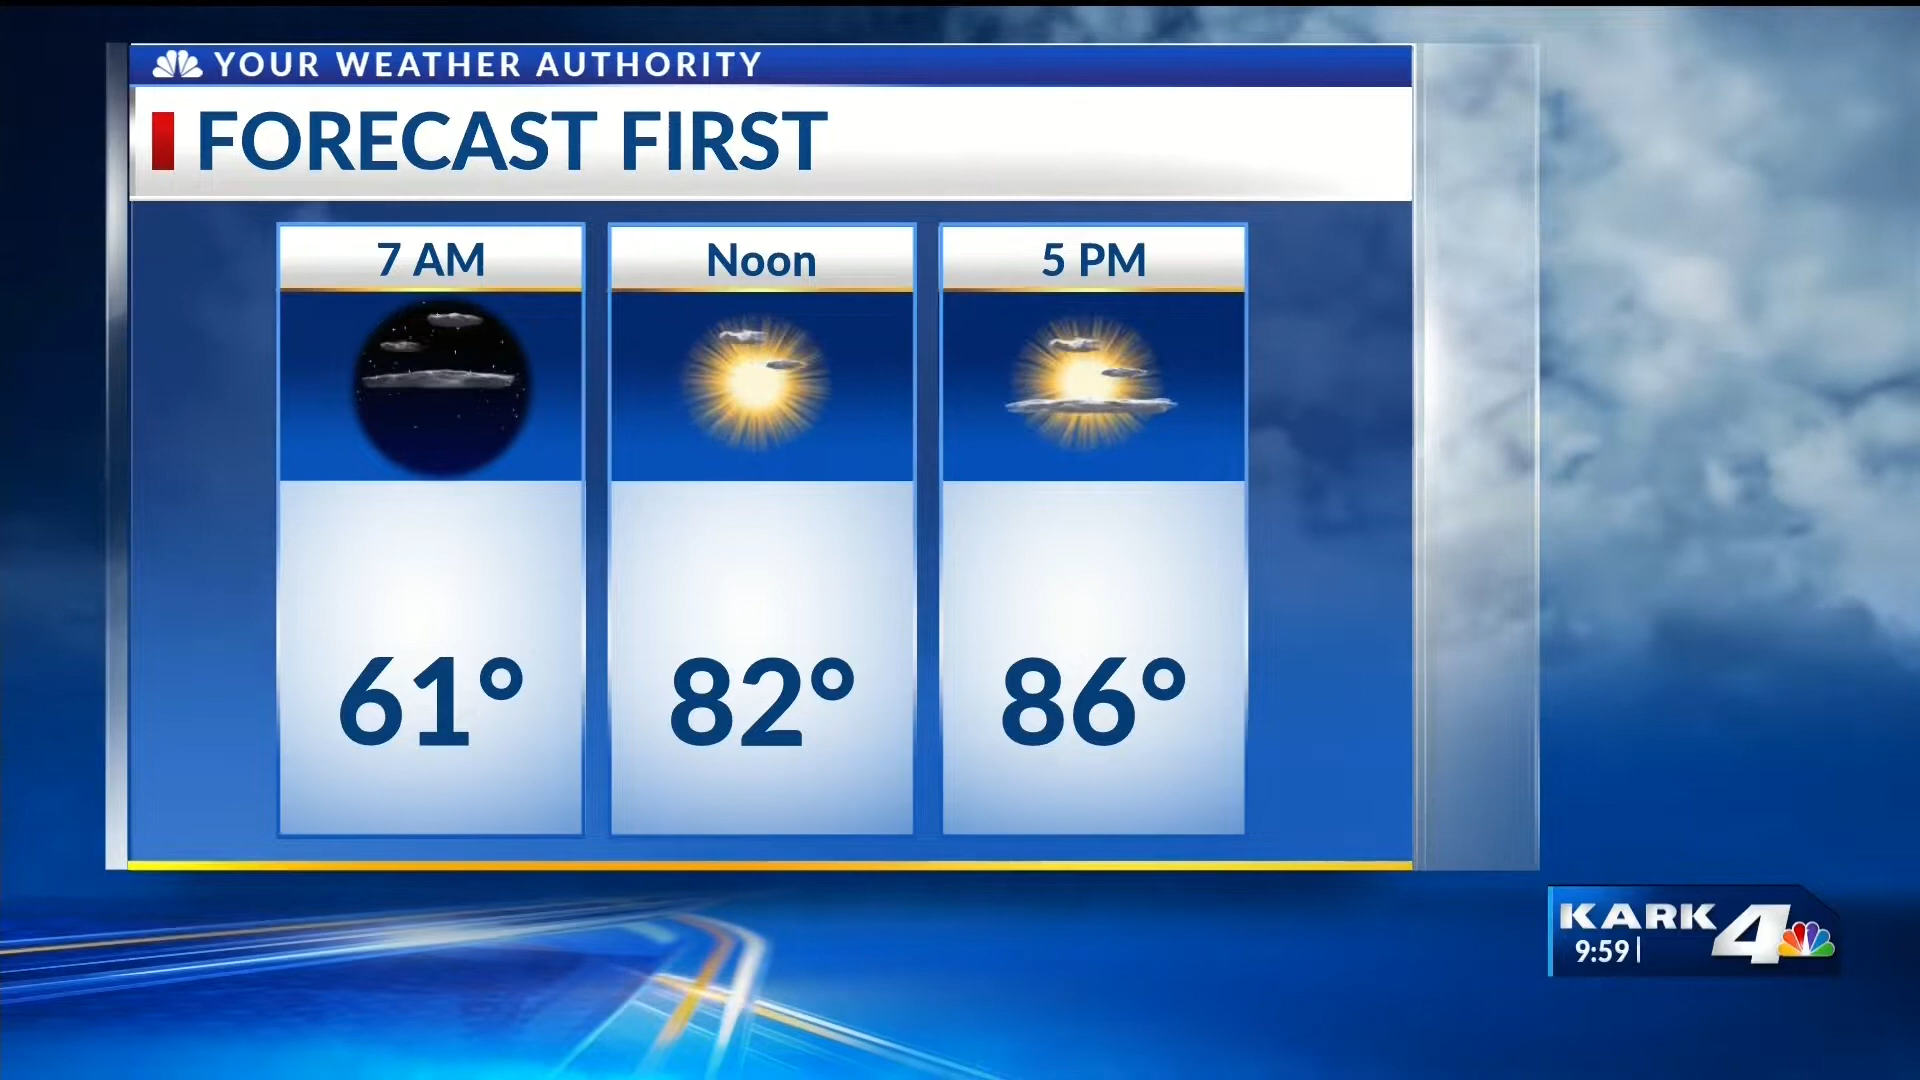 YOUR WEATHER AUTHORITY
FORECAST FIRST
7 AM
Noon
5 PM
61°
82°
86°
KARK 4
9:59